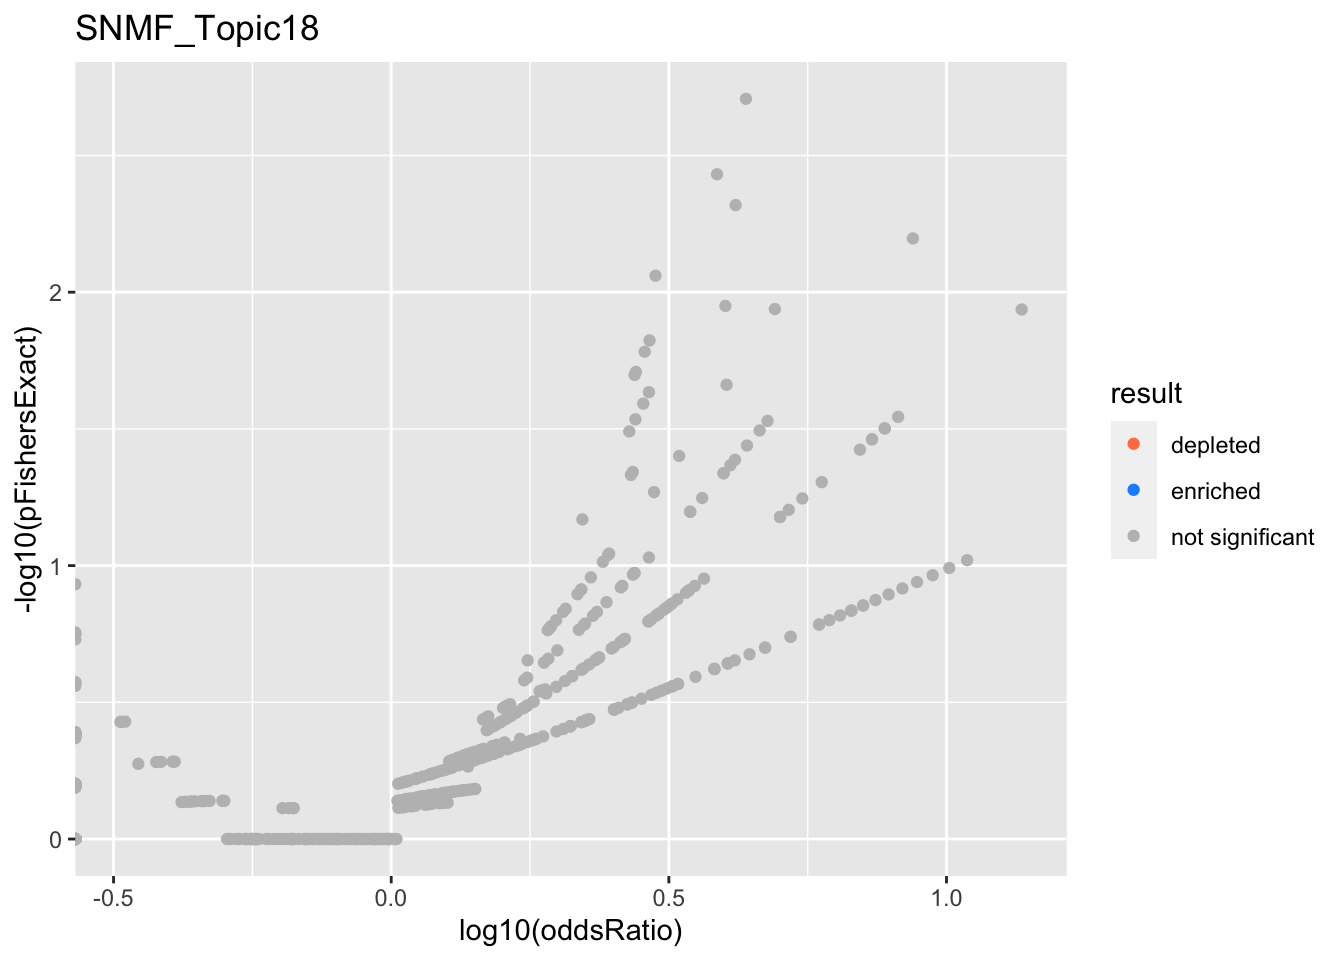 SNMF_Topic18
-log10(pFishersExact)
2
1
0
-0.5
0.0
0.5
1.0
log10(oddsRatio)
result
depleted
enriched
not significant